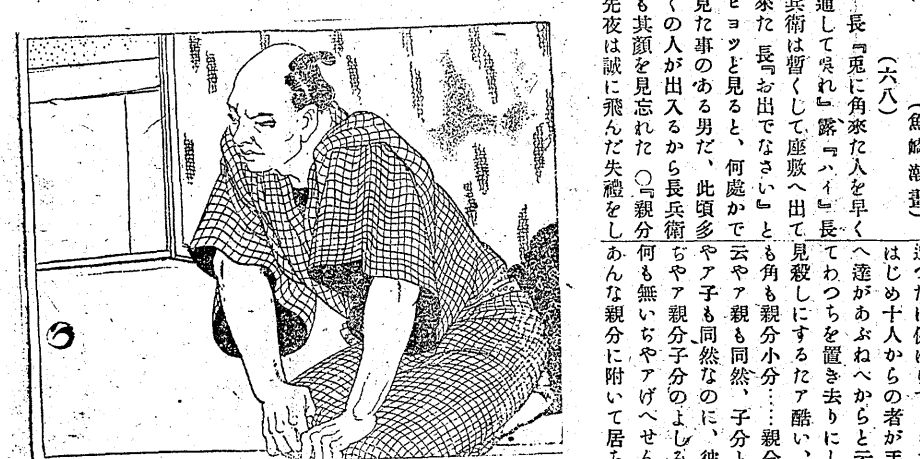 (六八)
長『兎に角來た人を早く
通して吳れ』露『ハイ』長
兵衛は暫くして座敷へ出て
來た 長『お出でなさい』と
ヒョッと見ると、何處かで
見た事のある男だ、此頃多
くの人が出入るから長兵衛
も其顔を見忘れた ○『親分
先夜は誠に飛んだ失禮をし
はじめ十人からの者が
へ達があぶねへからと云
てわつちを置き去りにし
見殺しにするたア酷い、
も角も親分小分……親分
云やア親も同然、子分
やア子も同然なのに、
ぢやア親分子分のよし
何も無いぢやアげへせん
あんな親分に附いて居